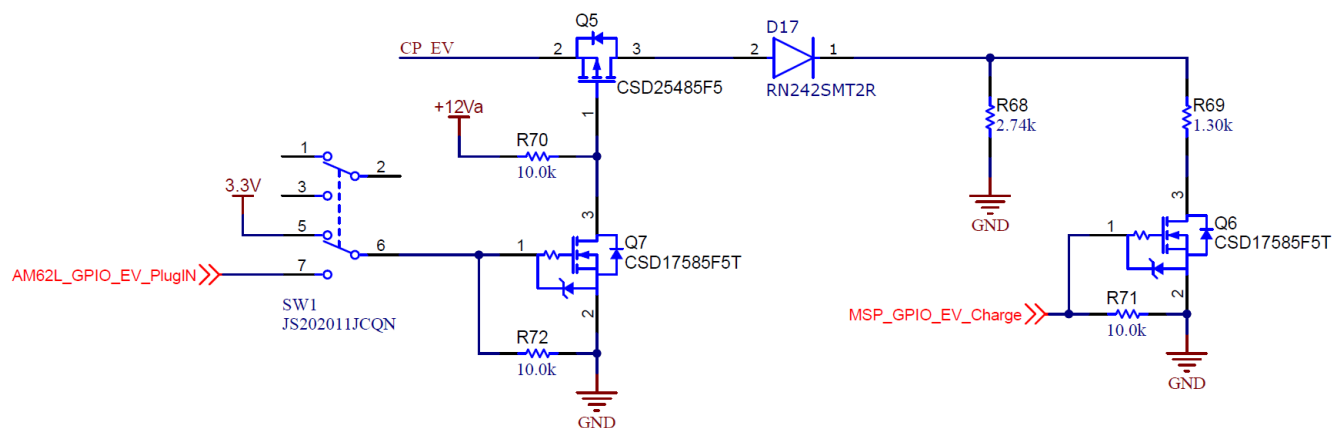 Q5
D17
CP_EV
2
3
2
1
CSD25485F5
RN242SMT2R
+12Va
1
R68
2.74k
R69
1.30k
R70
10.0k
1
2
3.3V
3
GND
3
3
5
6
1
Q7
CSD17585F5T
1
Q6
CSD17585F5T
AM62L_GPIO_EV_PlugIN
7
SW1
JS202011JCQN
2
R72
10.0k
GND
MSP_GPIO_EV_Charge
R71
10.0k
2
GND